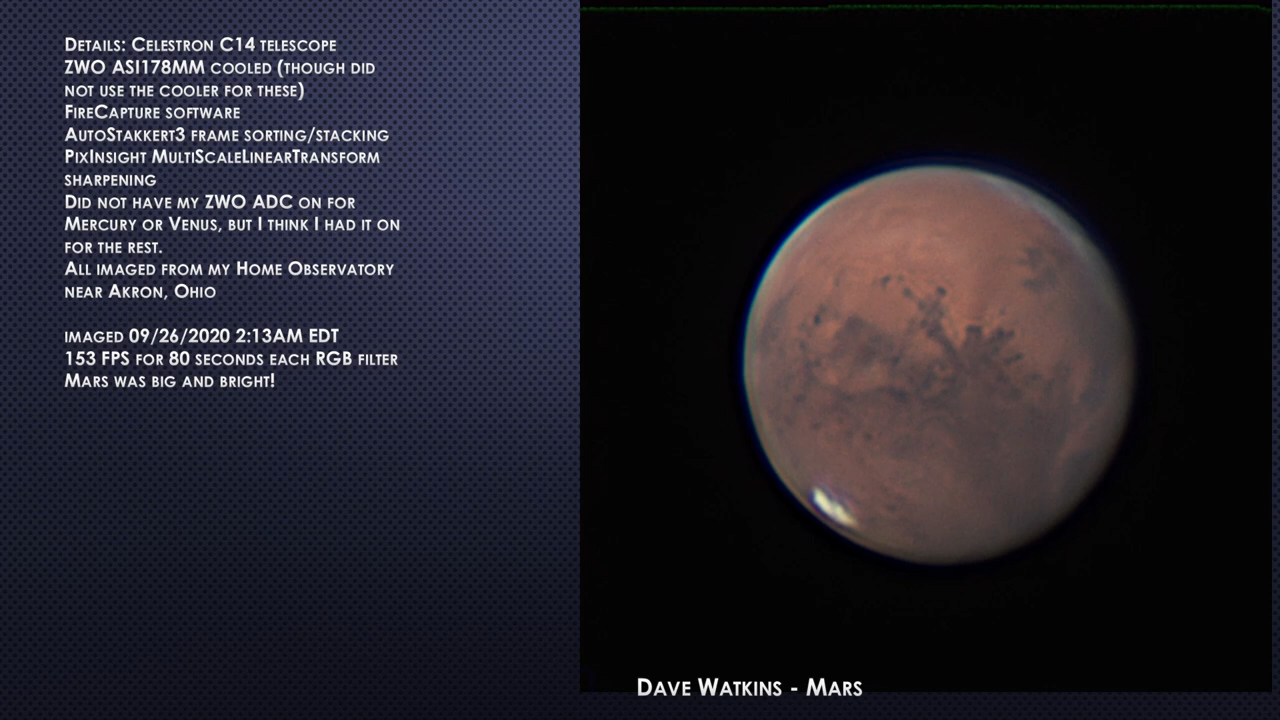 Details: Celestron C14 telescope
ZWO ASI178MM cooled (though did
not use the cooler for these)
FireCapture software
AutoStakkert3 frame sorting/stacking
PixInsight MultiScaleLinearTransform
sharpening
Did not have my ZWO ADC on for
Mercury or Venus, but I think I had it on
for the rest.
All imaged from my Home Observatory
near Akron, Ohio
imaged 09/26/2020 2:13AM EDT
153 FPS for 80 seconds each RGB filter
Mars was big and bright!
Dave Watkins - Mars